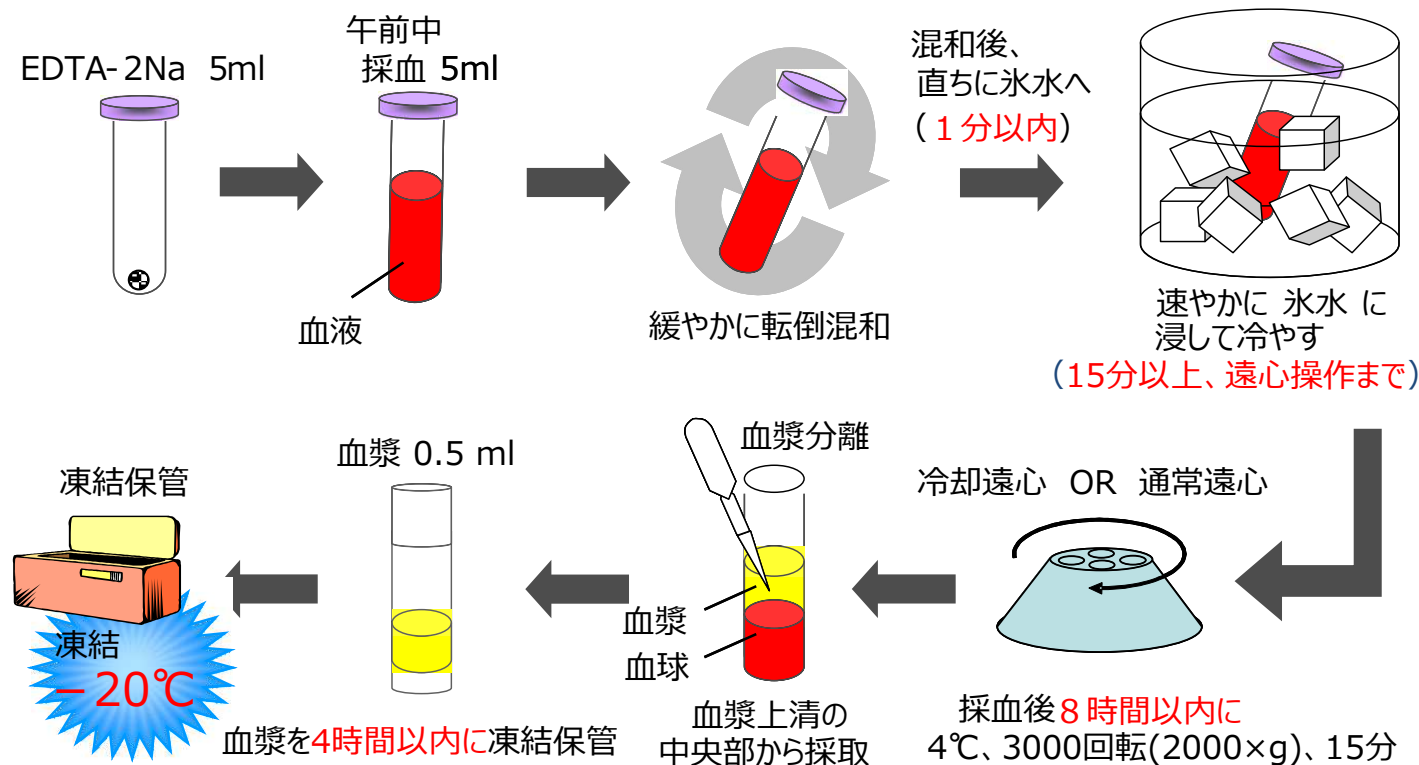 EDTA-2Na 5ml
午前中
採血 5ml
血液
緩やかに転倒混和
混和後、
直ちに氷水へ
(１分以内)
速やかに 氷水 に
浸して冷やす
(15分以上、遠心操作まで)
冷却遠心 OR 通常遠心
採血後８時間以内に
4℃、3000回転(2000×g)、15分
血漿分離
血漿
血球
血漿上清の
中央部から採取
血漿 0.5 ml
血漿を4時間以内に凍結保管
凍結保管
凍結
－20℃